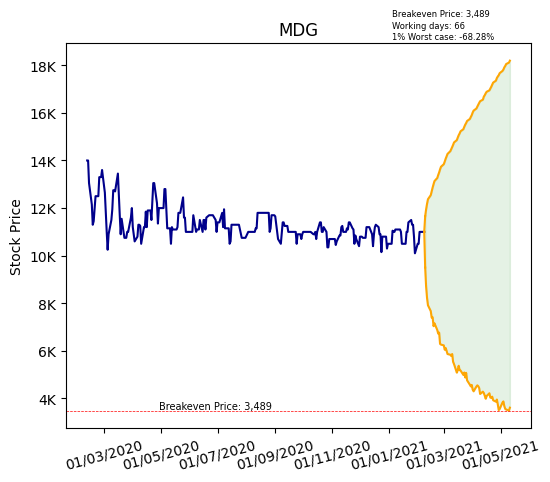 Breakeven Price: 3,489
Working days: 66
1% Worst case: -68.28%
MDG
Stock Price
18K
16K
14K
12K
10K
8K
6K
4K
Breakeven Price: 3,489
01/03/2020 01/05/2020 01/07/2020 01/09/2020 01/11/2020 01/01/2021 01/03/2021 01/05/2021